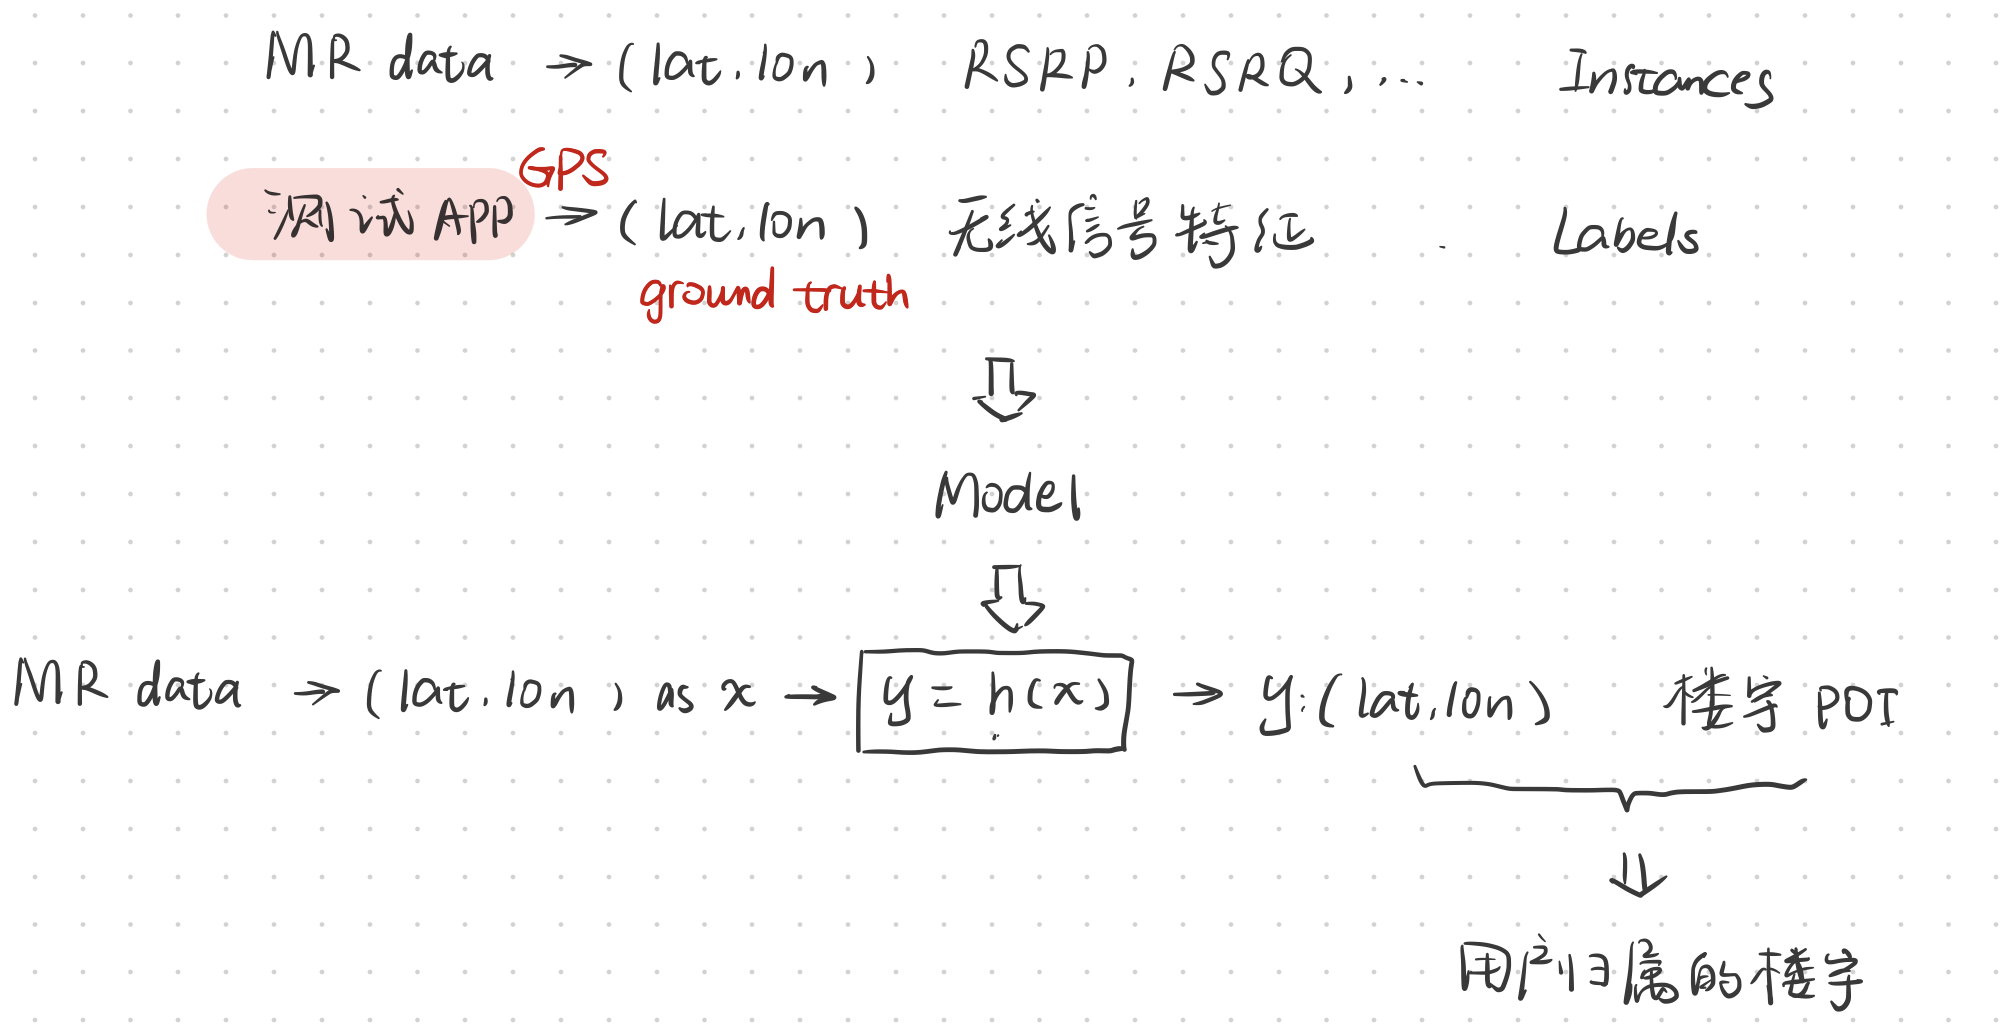 MR data → (lat, lon) RSRP, RSRQ, ... Instances
GPS
测试 APP → (lat, lon) 无线信号特征 Labels
ground truth
Model
MR data → (lat, lon) as x → y = h(x) → y: (lat, lon) 楼宇 POI
用户归属的楼宇